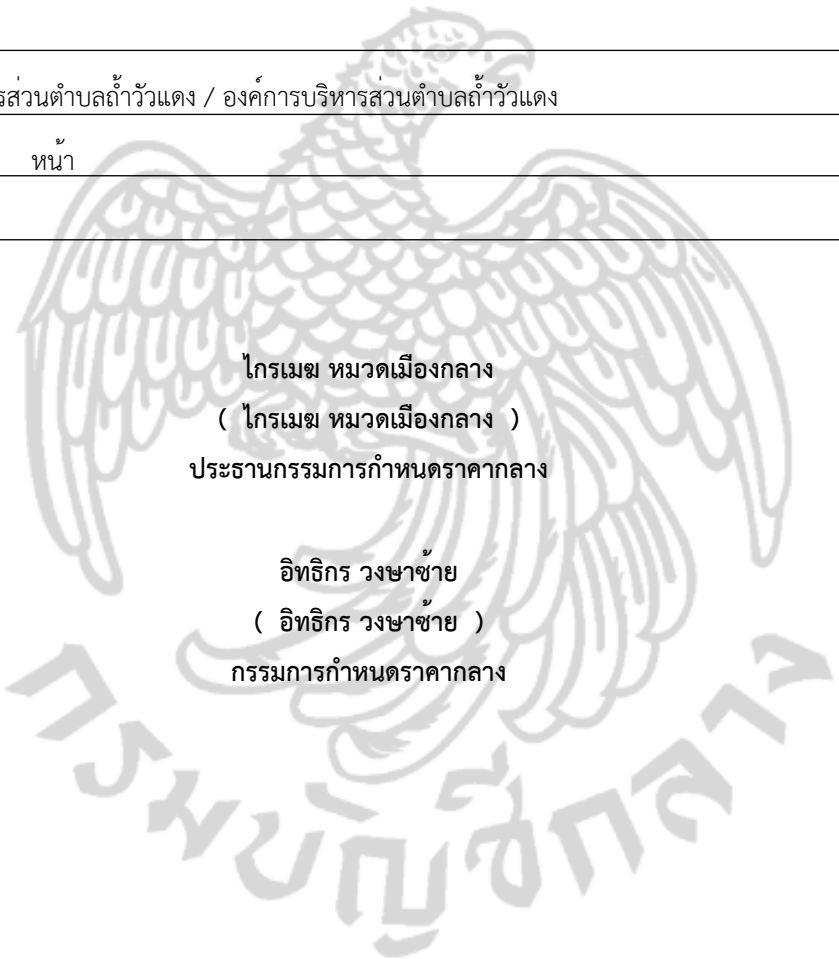 รส่วนตำบลถ้ำวัวแดง / องค์การบริหารส่วนตำบลถ้ำวัวแดง
หน้า
ไกรเมฆ หมวดเมืองกลาง
( ไกรเมฆ หมวดเมืองกลาง )
ประธานกรรมการกำหนดราคากลาง
อิทธิกร วงษาซ้าย
( อิทธิกร วงษาซ้าย )
กรรมการกำหนดราคากลาง
กรมบัญชีกลาง